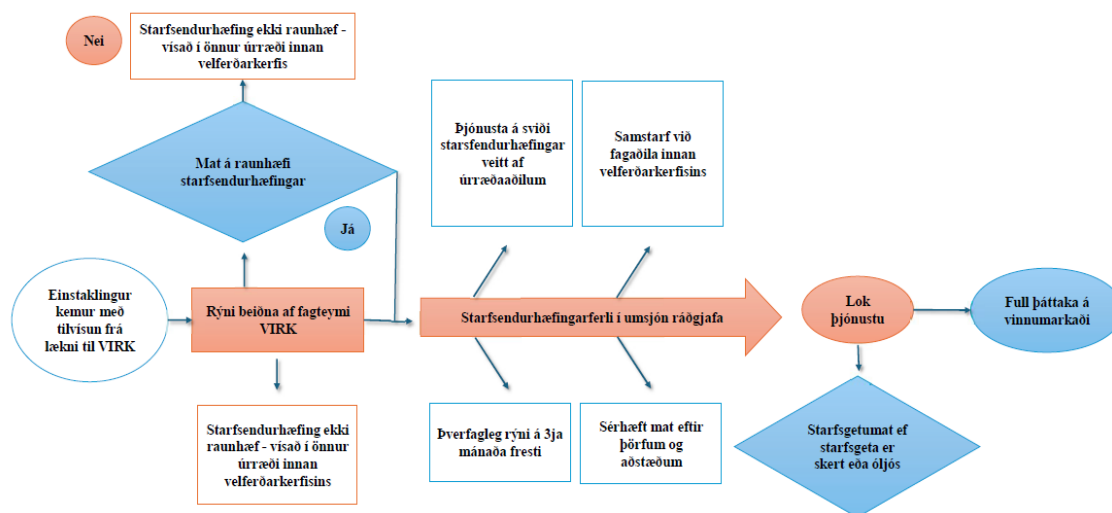 Nei
Starfsendurhæfing ekki raunhæf -
vísað í önnur úrræði innan
velferðarkerfis
Mat á raunhæfi
starfsendurhæfingar
Já
Þjónusta á sviði
starsfendurhæfingar
veitt af
úrræðaaðilum
Samstarf við
fagaðila innan
velferðarkerfisins
Einstaklingur
kemur með
tilvísun frá
lækni til VIRK
Rýni beiðna af fagteymi
VIRK
Starfsendurhæfingarferli í umsjón ráðgjafa
Lok
þjónustu
Full þáttaka á
vinnumarkaði
Starfsendurhæfing ekki
raunhæf - vísað í önnur
úrræði innan
velferðarkerfisins
Þverfagleg rýni á 3ja
mánaða fresti
Sérhæft mat eftir
þörfum og
aðstæðum
Starfsgetumat ef
starfsgeta er
skert eða óljós